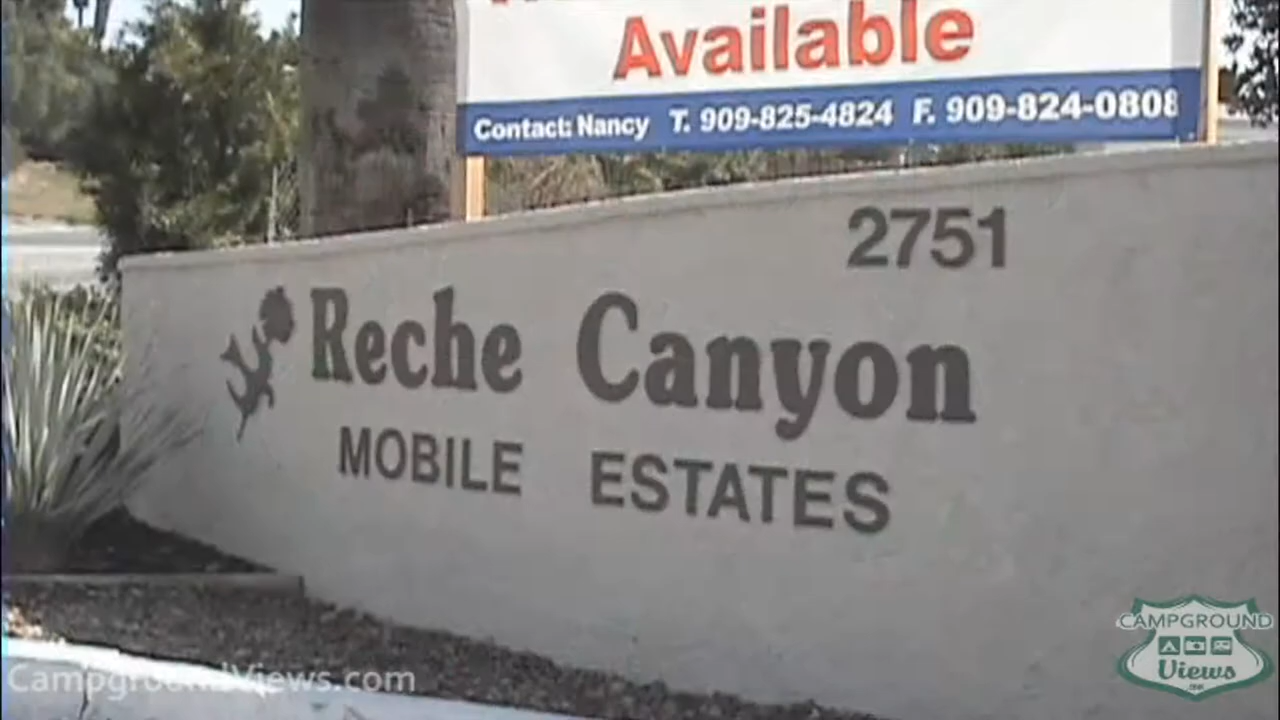 Available
Contact: Nancy T. 909-825-4824 F. 909-824-0808
2751
Reche Canyon
MOBILE ESTATES
CampgroundViews.com
CAMPGROUND
Views